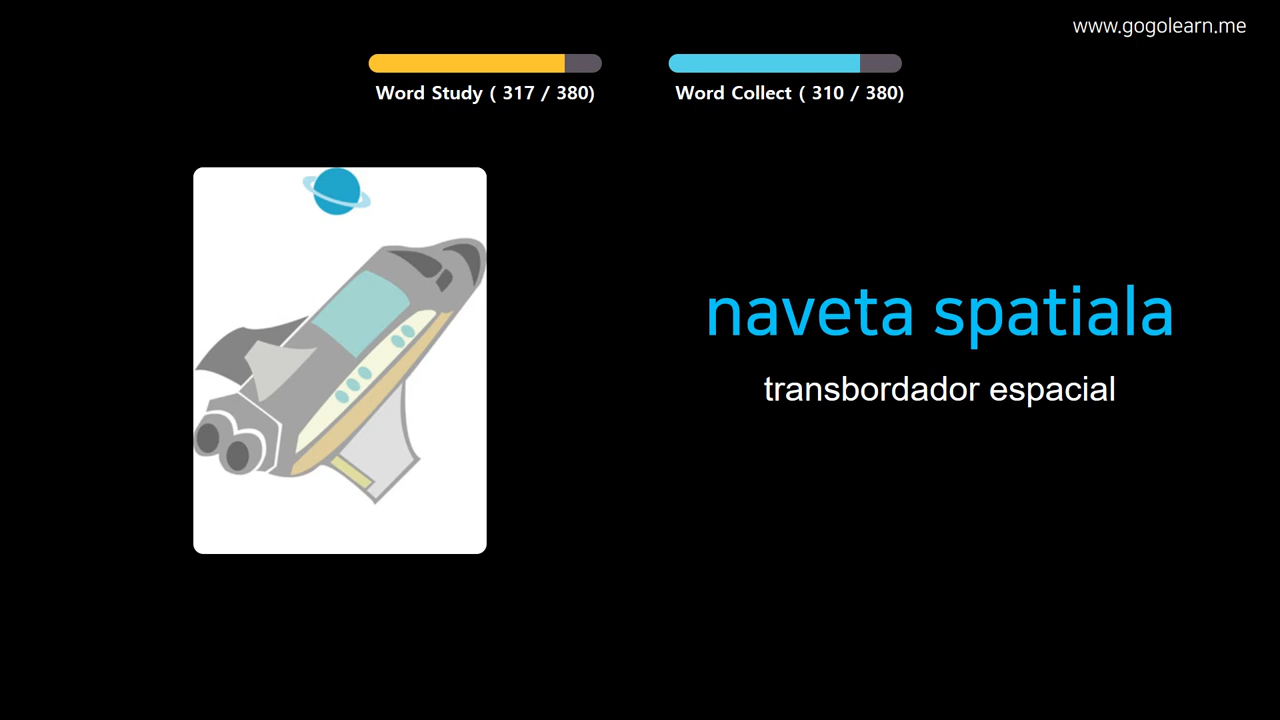 www.gogolearn.me
Word Study ( 317 / 380)
Word Collect ( 310 / 380)
naveta spatiala
transbordador espacial